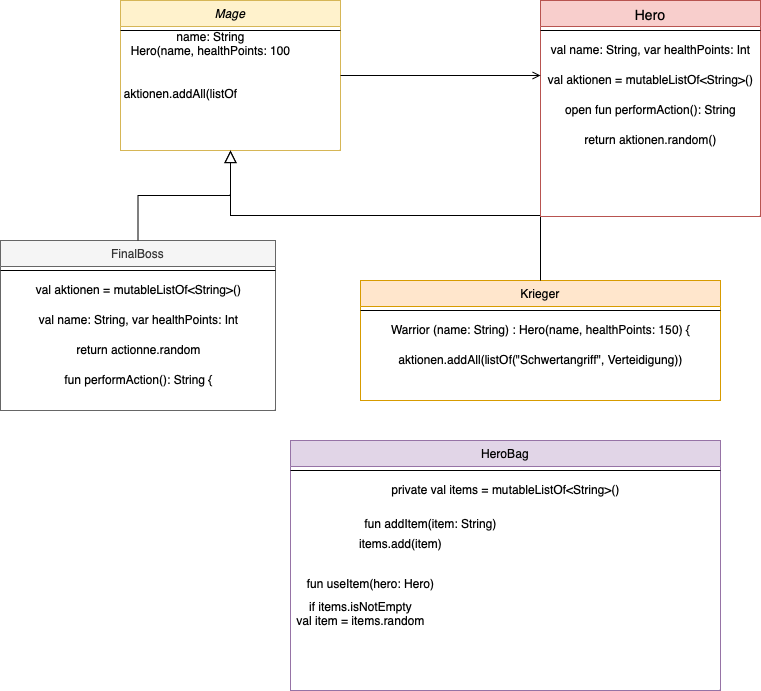 Mage
name: String
Hero(name, healthPoints: 100
aktionen.addAll(listOf
Hero
val name: String, var healthPoints: Int
val aktionen = mutableListOf<String>()
open fun performAction(): String
return aktionen.random()
FinalBoss
val aktionen = mutableListOf<String>()
val name: String, var healthPoints: Int
return actionne.random
fun performAction(): String {
Krieger
Warrior (name: String) : Hero(name, healthPoints: 150) {
aktionen.addAll(listOf("Schwertangriff", Verteidigung))
HeroBag
private val items = mutableListOf<String>()
fun addItem(item: String)
items.add(item)
fun useItem(hero: Hero)
if items.isNotEmpty
val item = items.random